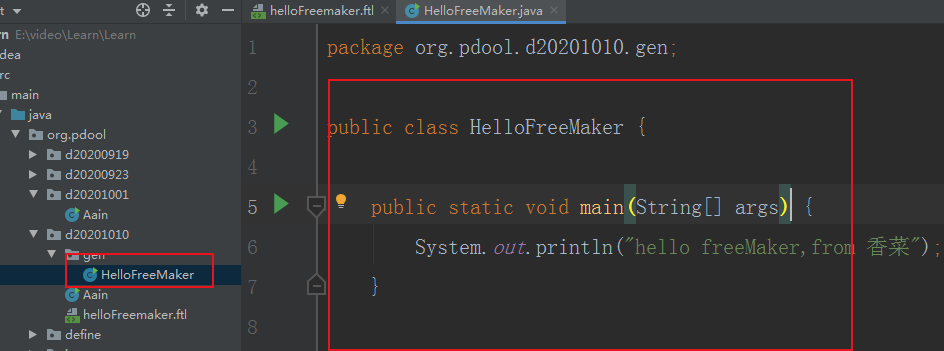 t
helloFreemaker.ftl
HelloFreeMaker.java
rn E:\video\Learn\Learn
dea
rc
main
java
org.pdool
d20200919
d20200923
d20201001
Aain
d20201010
gen
HelloFreeMaker
Aain
helloFreemaker.ftl
define
1 package org.pdool.d20201010.gen;
2
3 public class HelloFreeMaker {
4
5 public static void main(String[] args) {
6 System.out.println("hello freeMaker,from 香菜");
7 }
8